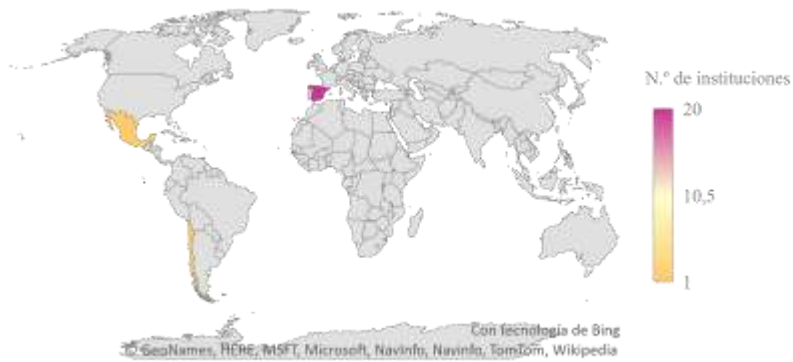 N.º de instituciones
20
10,5
1
Con tecnología de Bing
© GeoNames, HERE, MSFT, Microsoft, NavInfo, Navinfo, TomTom, Wikipedia